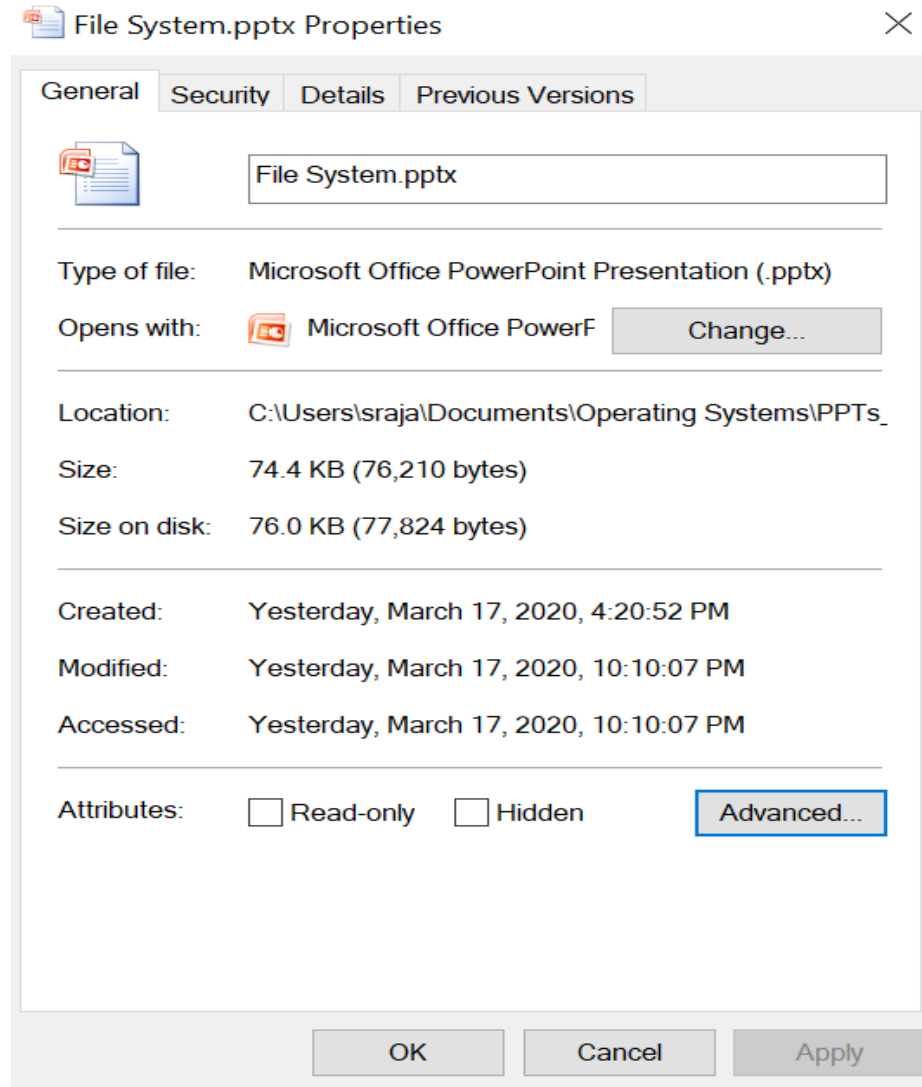 File System.pptx Properties
General Security Details Previous Versions
File System.pptx
Type of file: Microsoft Office PowerPoint Presentation (.pptx)
Opens with: Microsoft Office PowerP Change...
Location: C:\Users\sraja\Documents\Operating Systems\PPTs_
Size: 74.4 KB (76,210 bytes)
Size on disk: 76.0 KB (77,824 bytes)
Created: Yesterday, March 17, 2020, 4:20:52 PM
Modified: Yesterday, March 17, 2020, 10:10:07 PM
Accessed: Yesterday, March 17, 2020, 10:10:07 PM
Attributes: Read-only Hidden Advanced...
OK Cancel Apply